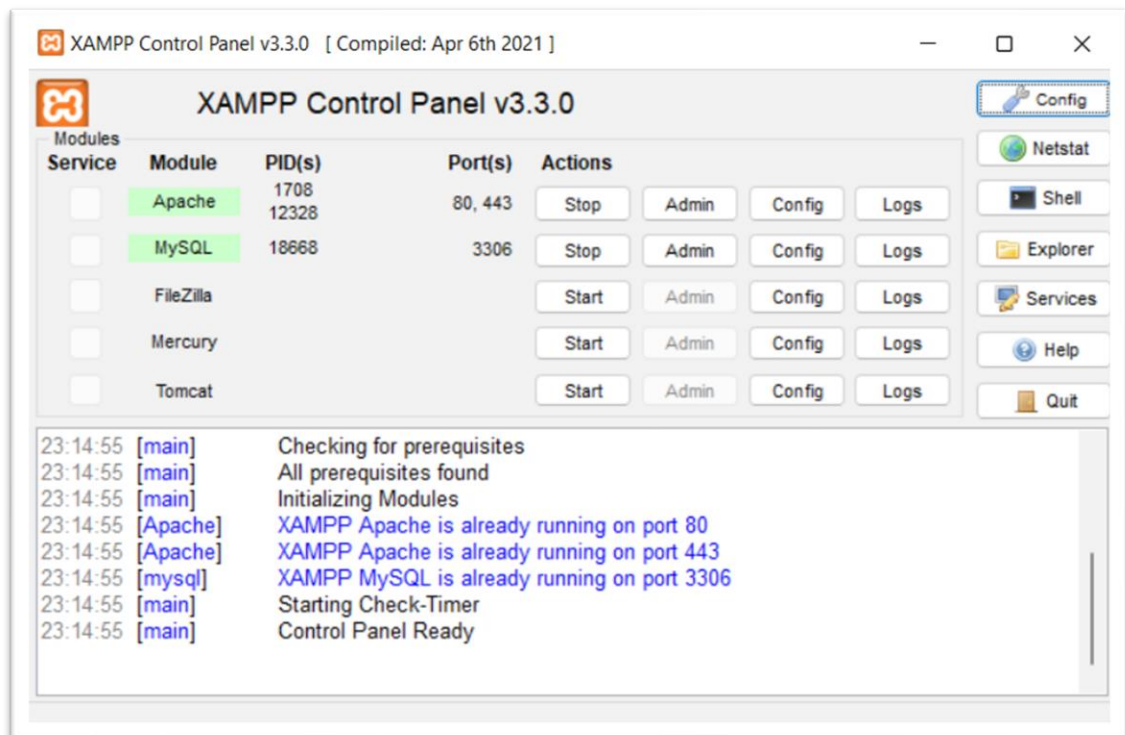 XAMPP Control Panel v3.3.0 [ Compiled: Apr 6th 2021 ]
XAMPP Control Panel v3.3.0
Config
Modules
Service Module PID(s) Port(s) Actions
Netstat
Apache 1708 12328 80, 443 Stop Admin Config Logs
Shell
MySQL 18668 3306 Stop Admin Config Logs
Explorer
FileZilla Start Admin Config Logs
Services
Mercury Start Admin Config Logs
Help
Tomcat Start Admin Config Logs
Quit
23:14:55 [main] Checking for prerequisites
23:14:55 [main] All prerequisites found
23:14:55 [main] Initializing Modules
23:14:55 [Apache] XAMPP Apache is already running on port 80
23:14:55 [Apache] XAMPP Apache is already running on port 443
23:14:55 [mysql] XAMPP MySQL is already running on port 3306
23:14:55 [main] Starting Check-Timer
23:14:55 [main] Control Panel Ready